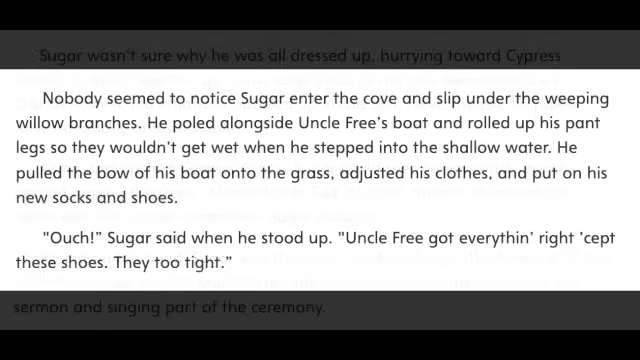 Sugar wasn't sure why he was all dressed up, hurrying toward Cypress
Nobody seemed to notice Sugar enter the cove and slip under the weeping
willow branches. He poled alongside Uncle Free's boat and rolled up his pant
legs so they wouldn't get wet when he stepped into the shallow water. He
pulled the bow of his boat onto the grass, adjusted his clothes, and put on his
new socks and shoes.
"Ouch!" Sugar said when he stood up. "Uncle Free got everythin' right 'cept
these shoes. They too tight."
sermon and singing part of the ceremony.